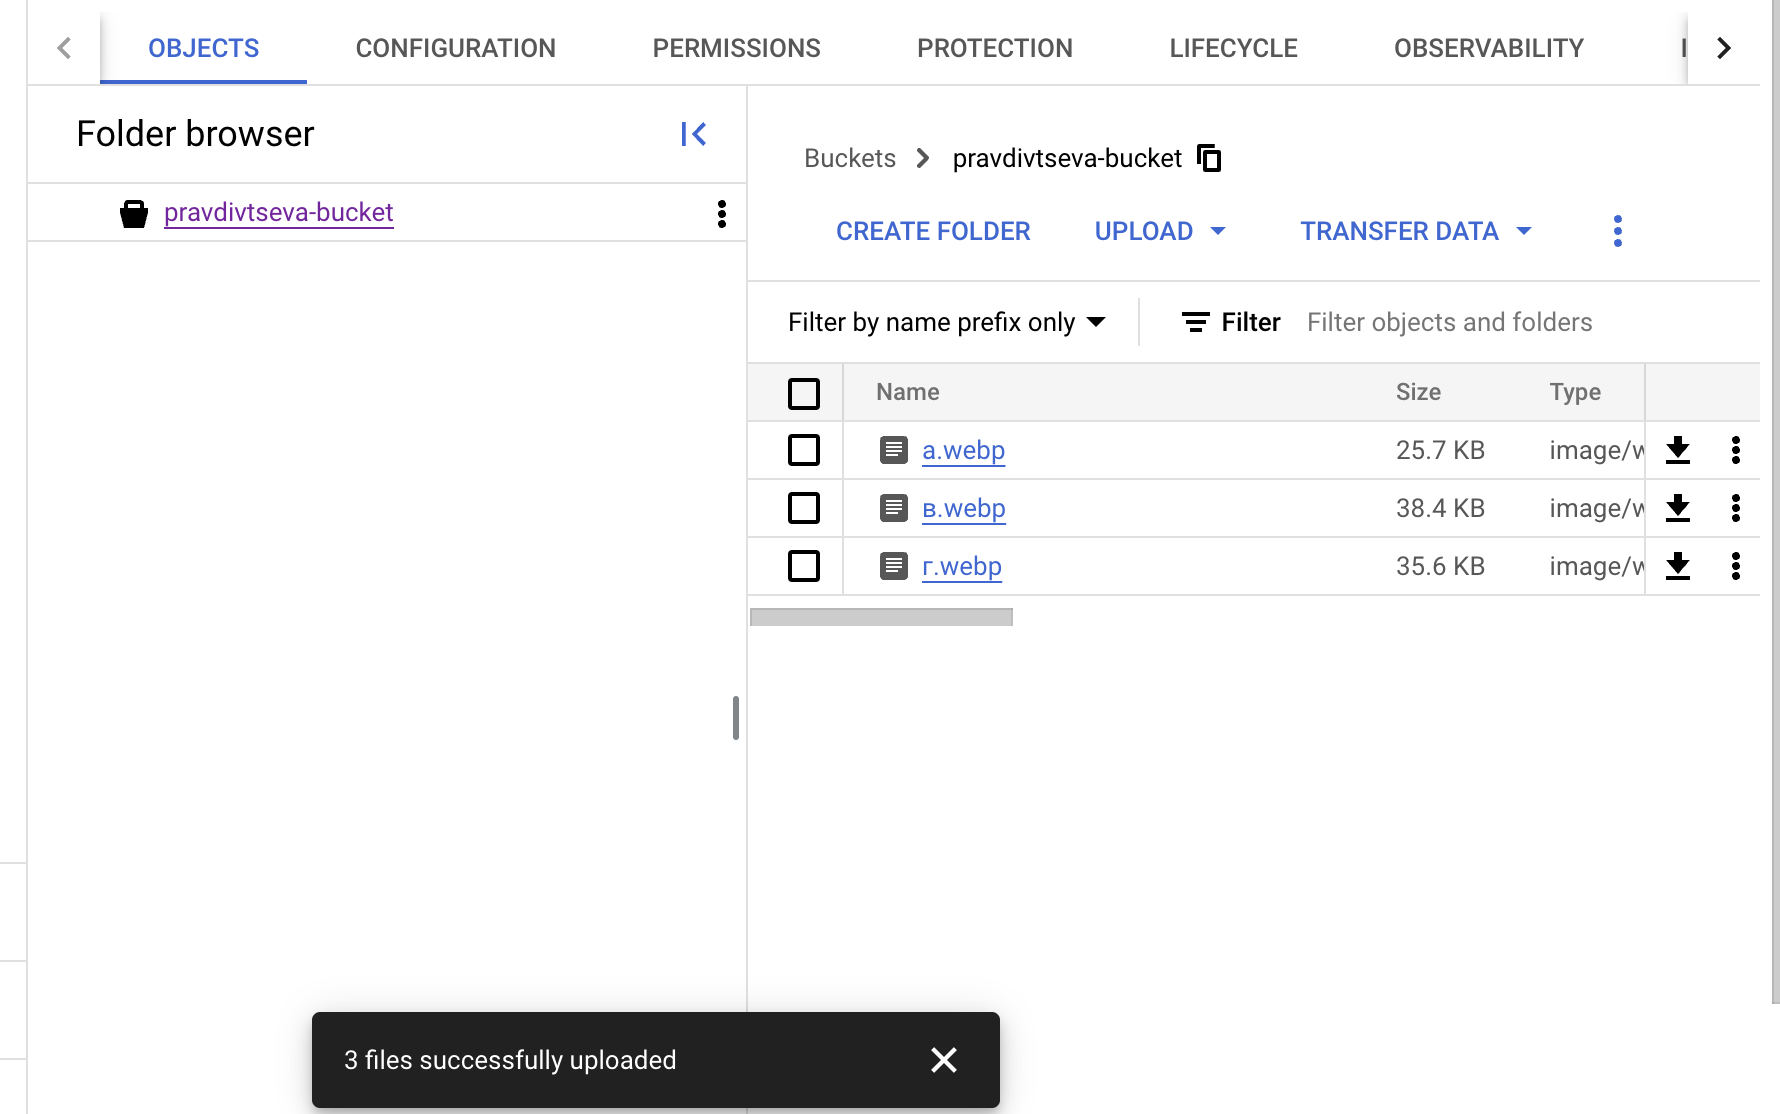 OBJECTS CONFIGURATION PERMISSIONS PROTECTION LIFECYCLE OBSERVABILITY
Folder browser
pravdivtseva-bucket
Buckets pravdivtseva-bucket
CREATE FOLDER UPLOAD TRANSFER DATA
Filter by name prefix only Filter Filter objects and folders
Name Size Type
а.webp 25.7 KB image/w
в.webp 38.4 KB image/w
г.webp 35.6 KB image/w
3 files successfully uploaded